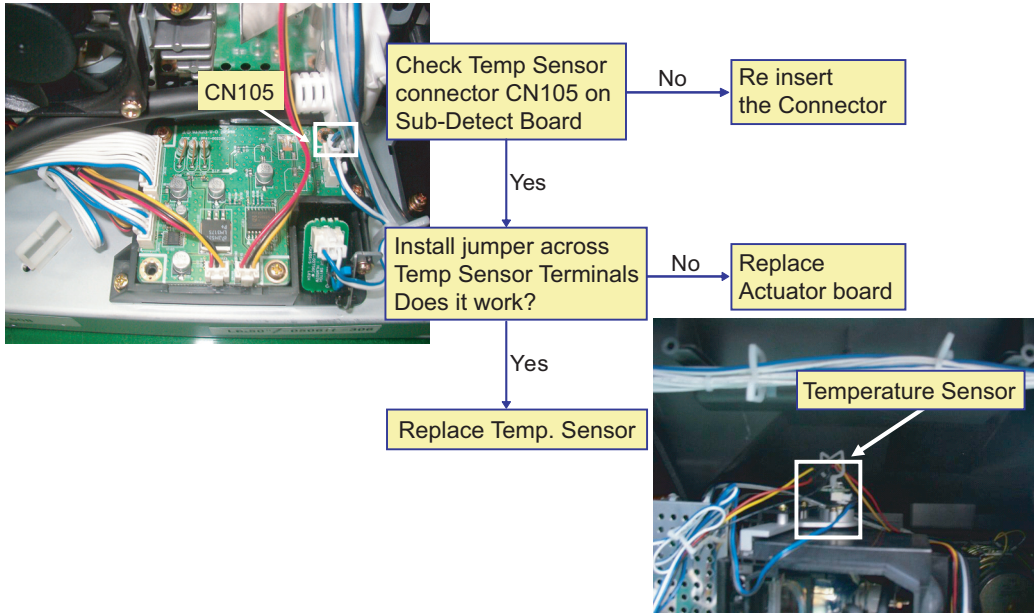 CN105
Check Temp Sensor
connector CN105 on
Sub-Detect Board
No
Re insert
the Connector
Yes
Install jumper across
Temp Sensor Terminals
Does it work?
No
Replace
Actuator board
Yes
Temperature Sensor
Replace Temp. Sensor